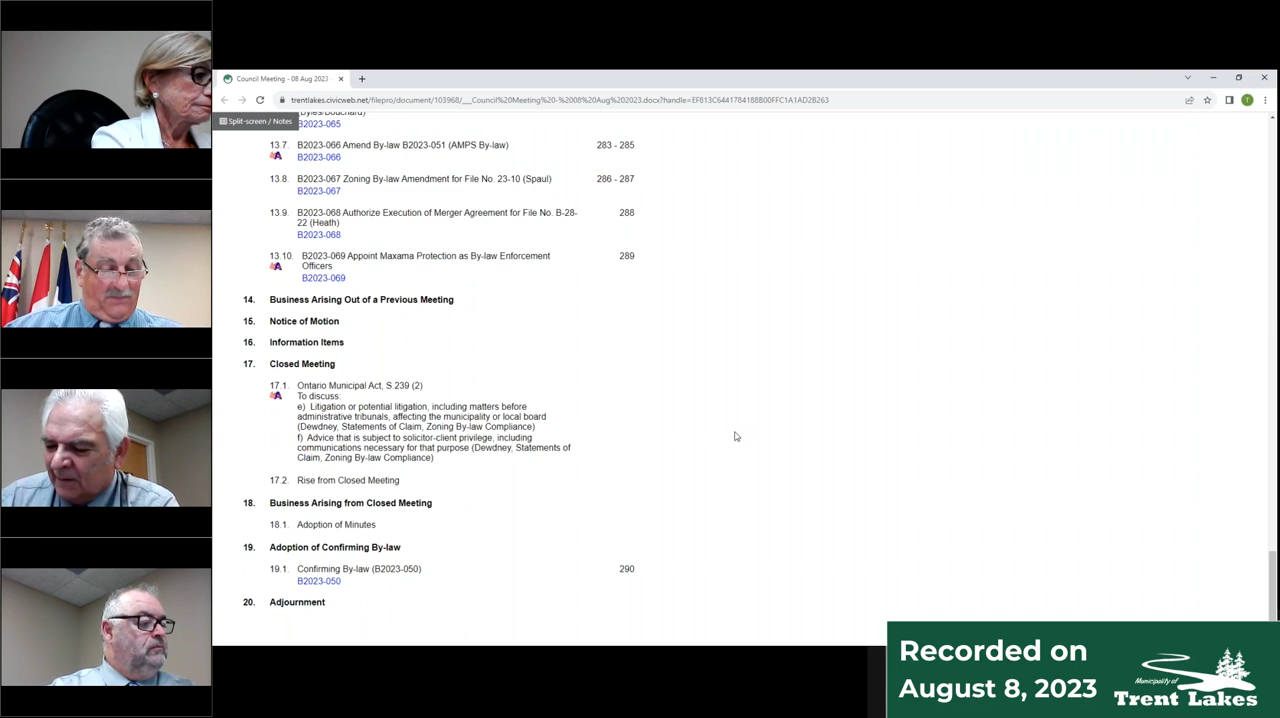 Council Meeting - 08 Aug 2023
trentlakes.civicweb.net/filepro/document/103968/___Council%20Meeting%20-%2008%20Aug%202023.docx?handle=EF813C6441784188B00FFC1A1AD2B263
T
Split-screen / Notes
(Byles/Bouchard)
B2023-065
13.7. B2023-066 Amend By-law B2023-051 (AMPS By-law) 283 - 285
B2023-066
13.8. B2023-067 Zoning By-law Amendment for File No. 23-10 (Spaul) 286 - 287
B2023-067
13.9. B2023-068 Authorize Execution of Merger Agreement for File No. B-28- 288
22 (Heath)
B2023-068
13.10. B2023-069 Appoint Maxama Protection as By-law Enforcement 289
Officers
B2023-069
14. Business Arising Out of a Previous Meeting
15. Notice of Motion
16. Information Items
17. Closed Meeting
17.1. Ontario Municipal Act, S.239 (2)
To discuss:
e) Litigation or potential litigation, including matters before
administrative tribunals, affecting the municipality or local board
(Dewdney, Statements of Claim, Zoning By-law Compliance)
f) Advice that is subject to solicitor-client privilege, including
communications necessary for that purpose (Dewdney, Statements of
Claim, Zoning By-law Compliance)
17.2. Rise from Closed Meeting
18. Business Arising from Closed Meeting
18.1. Adoption of Minutes
19. Adoption of Confirming By-law
19.1. Confirming By-law (B2023-050) 290
B2023-050
20. Adjournment
Recorded on
August 8, 2023
Municipality of
Trent Lakes